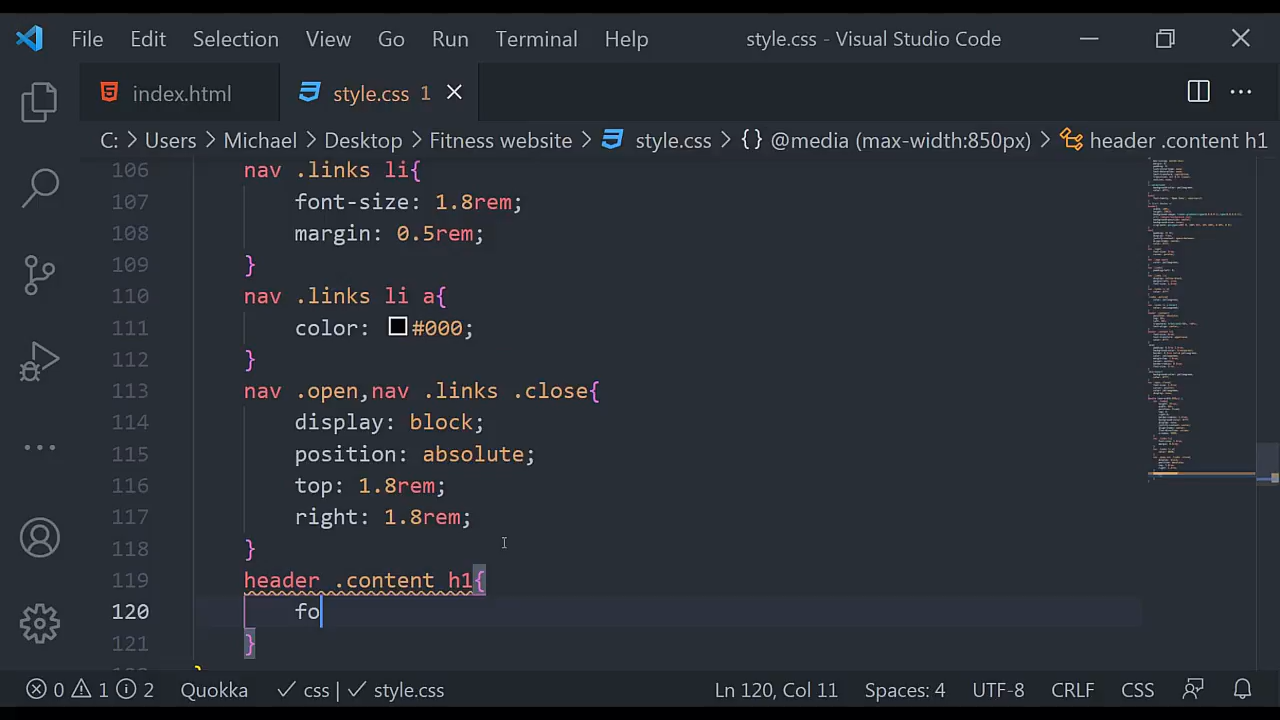 File Edit Selection View Go Run Terminal Help style.css - Visual Studio Code
index.html style.css 1
C: > Users > Michael > Desktop > Fitness website > style.css > {} @media (max-width:850px) > header .content h1
106 nav .links li{
107 font-size: 1.8rem;
108 margin: 0.5rem;
109 }
110 nav .links li a{
111 color: #000;
112 }
113 nav .open,nav .links .close{
114 display: block;
115 position: absolute;
116 top: 1.8rem;
117 right: 1.8rem;
118 }
119 header .content h1{
120 fo
121 }
0 1 2 Quokka ✓ css | ✓ style.css Ln 120, Col 11 Spaces: 4 UTF-8 CRLF CSS